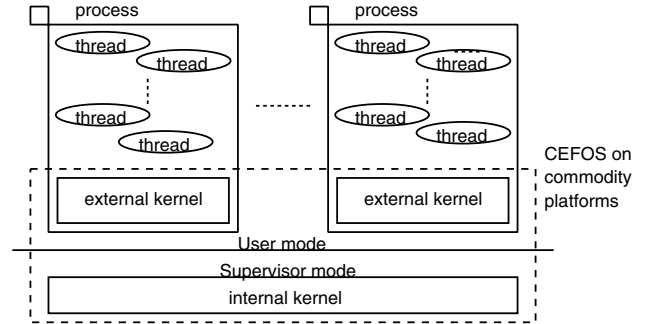 process
process
thread
thread
thread
thread
thread
thread
thread
thread
CEFOS on
commodity
platforms
external kernel
external kernel
User mode
Supervisor mode
internal kernel